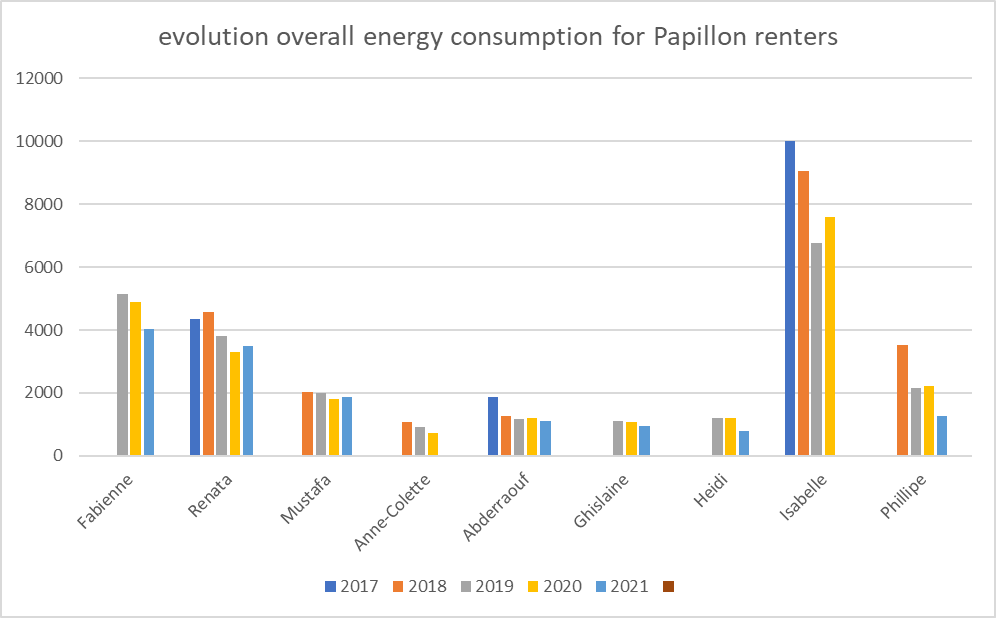 evolution overall energy consumption for Papillon renters
12000
10000
8000
6000
4000
2000
0
Fabienne
Renata
Mustafa
Anne-Colette
Abderraouf
Ghislaine
Heidi
Isabelle
Phillipe
2017 2018 2019 2020 2021